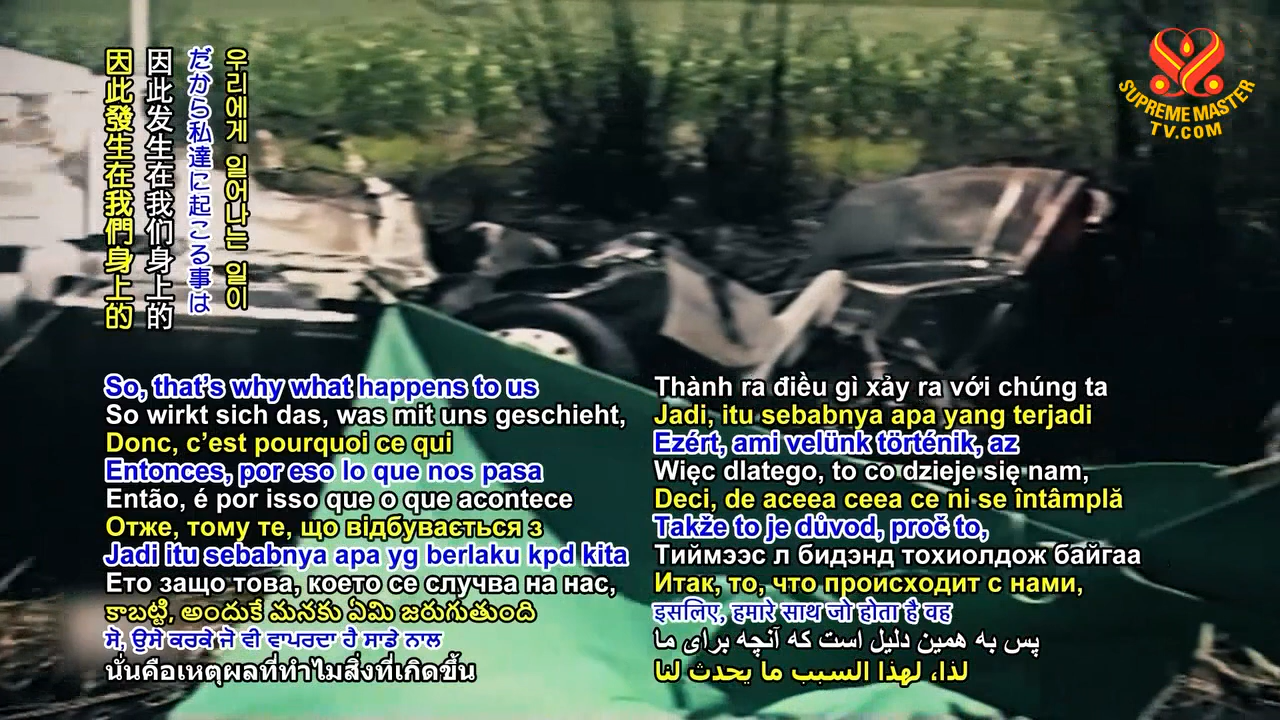 因此發生在我們身上的
因此发生在我们身上的
だから私達に起こる事は
우리에게 일어나는 일이
SUPREME MASTER
TV.COM
So, that's why what happens to us
So wirkt sich das, was mit uns geschieht,
Donc, c'est pourquoi ce qui
Entonces, por eso lo que nos pasa
Então, é por isso que o que acontece
Отже, тому те, що відбувається з
Jadi itu sebabnya apa yg berlaku kpd kita
Ето защо това, което се случва на нас,
కాబట్టి, అందుకే మనకు ఏమి జరుగుతుంది
ਸੋ, ਉਸੇ ਕਰਕੇ ਜੋ ਵੀ ਵਾਪਰਦਾ ਹੈ ਸਾਡੇ ਨਾਲ
นั่นคือเหตุผลที่ทำไมสิ่งที่เกิดขึ้น
Thành ra điều gì xảy ra với chúng ta
Jadi, itu sebabnya apa yang terjadi
Ezért, ami velünk történik, az
Więc dlatego, to co dzieje się nam,
Deci, de aceea ceea ce ni se întâmplă
Takže to je důvod, proč to,
Тиймээс л бидэнд тохиолдож байгаа
Итак, то, что происходит с нами,
इसलिए, हमारे साथ जो होता है वह
پس به همین دلیل است که آنچه برای ما
لذا، لهذا السبب ما يحدث لنا